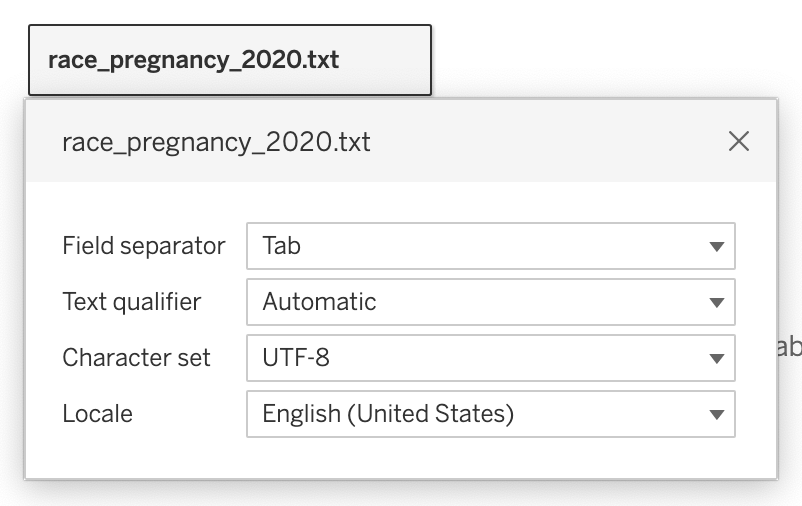 race_pregnancy_2020.txt
race_pregnancy_2020.txt
Field separator Tab
Text qualifier Automatic
Character set UTF-8
ab
Locale English (United States)